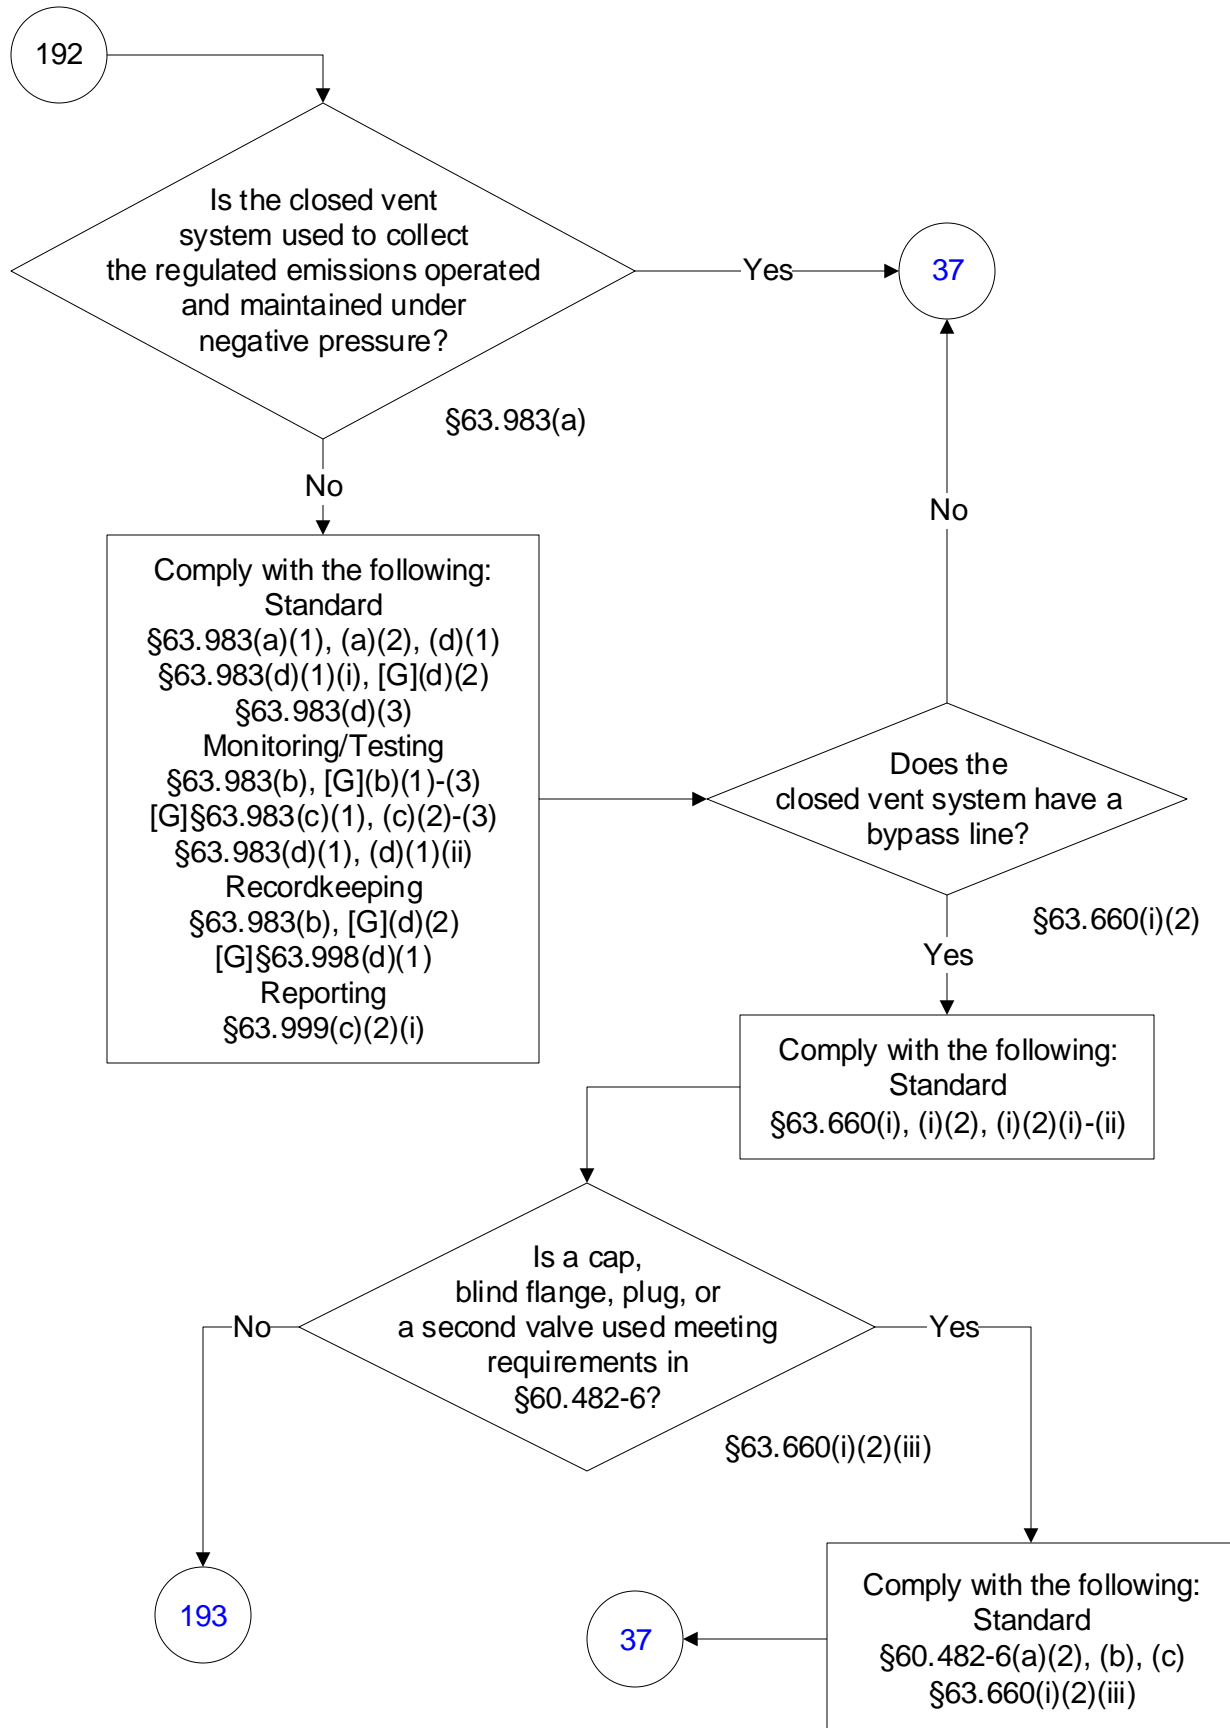 192
Is the closed vent
system used to collect
the regulated emissions operated
and maintained under
negative pressure?
Yes
37
§63.983(a)
No
No
Comply with the following:
Standard
§63.983(a)(1), (a)(2), (d)(1)
§63.983(d)(1)(i), [G](d)(2)
§63.983(d)(3)
Monitoring/Testing
§63.983(b), [G](b)(1)-(3)
[G]§63.983(c)(1), (c)(2)-(3)
§63.983(d)(1), (d)(1)(ii)
Recordkeeping
§63.983(b), [G](d)(2)
[G]§63.998(d)(1)
Reporting
§63.999(c)(2)(i)
Does the
closed vent system have a
bypass line?
§63.660(i)(2)
Yes
Comply with the following:
Standard
§63.660(i), (i)(2), (i)(2)(i)-(ii)
Is a cap,
blind flange, plug, or
a second valve used meeting
requirements in
§60.482-6?
No
Yes
§63.660(i)(2)(iii)
193
37
Comply with the following:
Standard
§60.482-6(a)(2), (b), (c)
§63.660(i)(2)(iii)